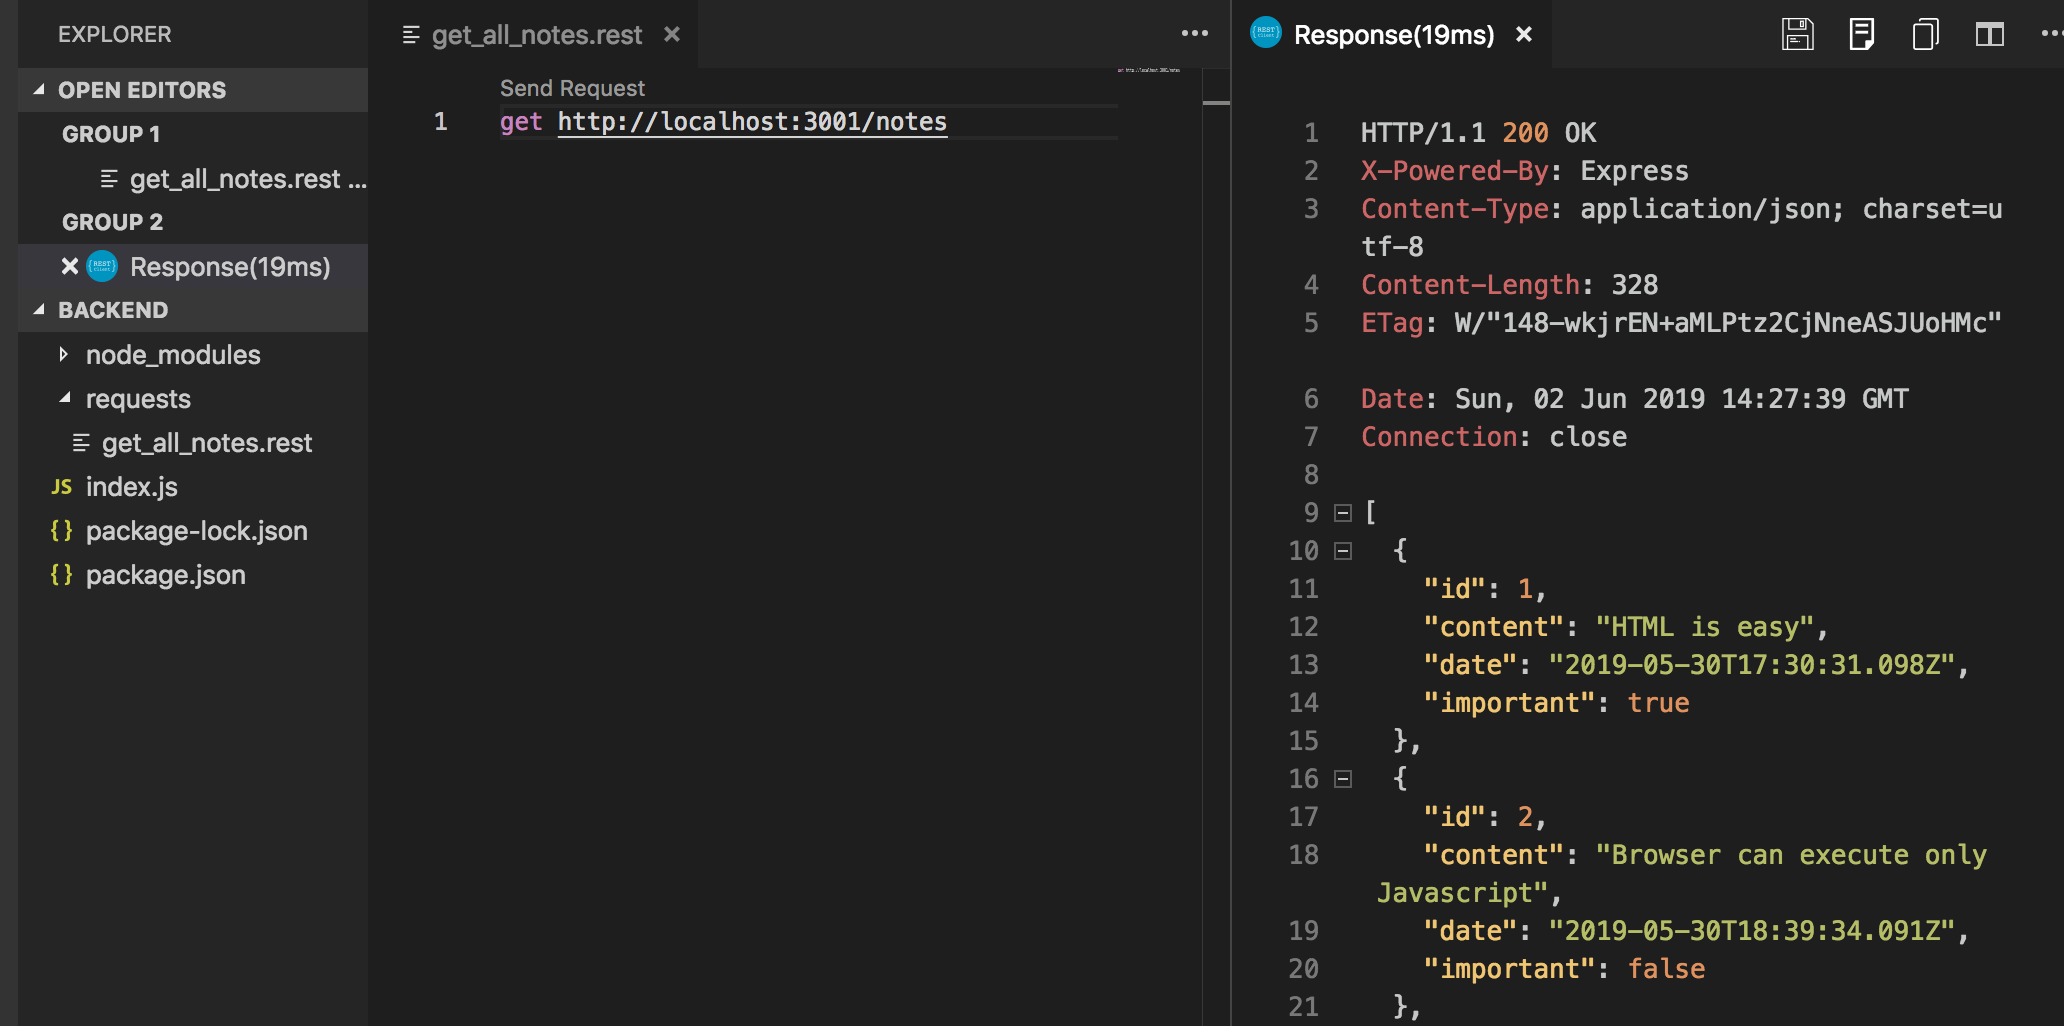 EXPLORER
OPEN EDITORS
GROUP 1
get_all_notes.rest ...
GROUP 2
Response(19ms)
BACKEND
node_modules
requests
get_all_notes.rest
JS index.js
{} package-lock.json
{} package.json
get_all_notes.rest
Send Request
1 get http://localhost:3001/notes
Response(19ms)
1 HTTP/1.1 200 OK
2 X-Powered-By: Express
3 Content-Type: application/json; charset=u
tf-8
4 Content-Length: 328
5 ETag: W/"148-wkjrEN+aMLPtz2CjNneASJUoHMc"
6 Date: Sun, 02 Jun 2019 14:27:39 GMT
7 Connection: close
8
9 [
10 {
11 "id": 1,
12 "content": "HTML is easy",
13 "date": "2019-05-30T17:30:31.098Z",
14 "important": true
15 },
16 {
17 "id": 2,
18 "content": "Browser can execute only
Javascript",
19 "date": "2019-05-30T18:39:34.091Z",
20 "important": false
21 },